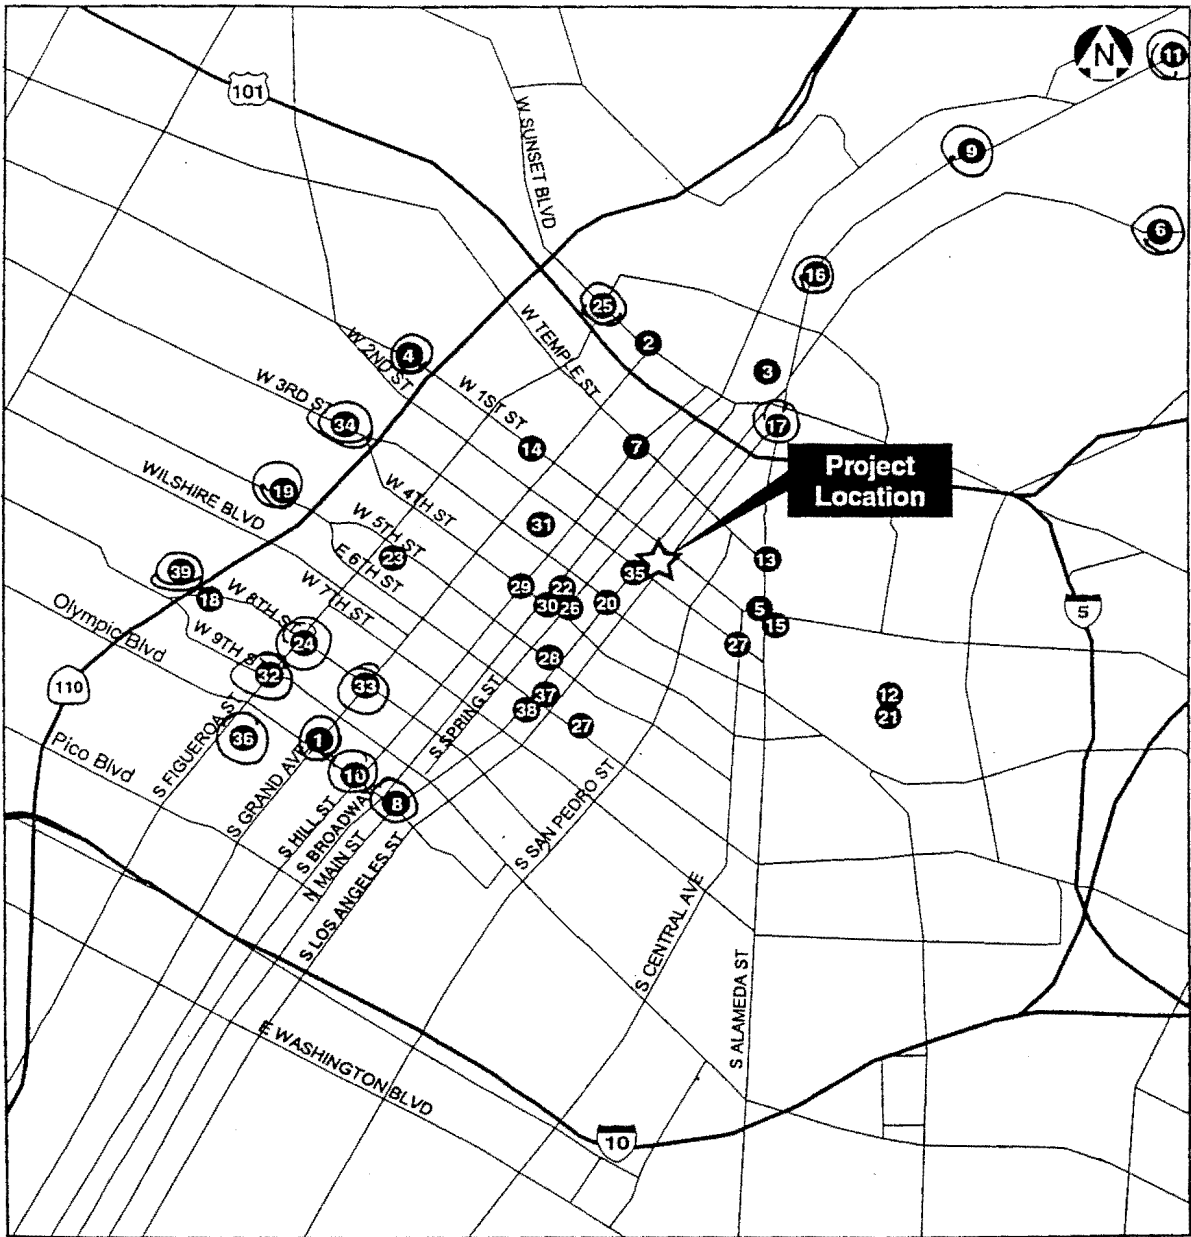 N
11
101
9
W SUNSET BLVD
6
16
25
W TEMPLE ST
2
4
W 2ND ST
3
W 3RD ST
W 1ST ST
34
17
14
7
Project
Location
WILSHIRE BLVD
19
W 4TH ST
31
W 5TH ST
23
E 6TH ST
13
39
35
18
W 8TH S
W 7TH ST
29
22
30
26
20
5
5
15
Olympic Blvd
W 9TH S
24
27
28
32
33
110
12
37
21
38
27
S SPRING ST
S FIGUEROA ST
36
1
Pico Blvd
S GRAND AVE
10
8
S HILL ST
S BROADWA
N MAIN ST
S LOS ANGELES ST
S SAN PEDRO ST
S CENTRAL AVE
S ALAMEDA ST
E WASHINGTON BLVD
10